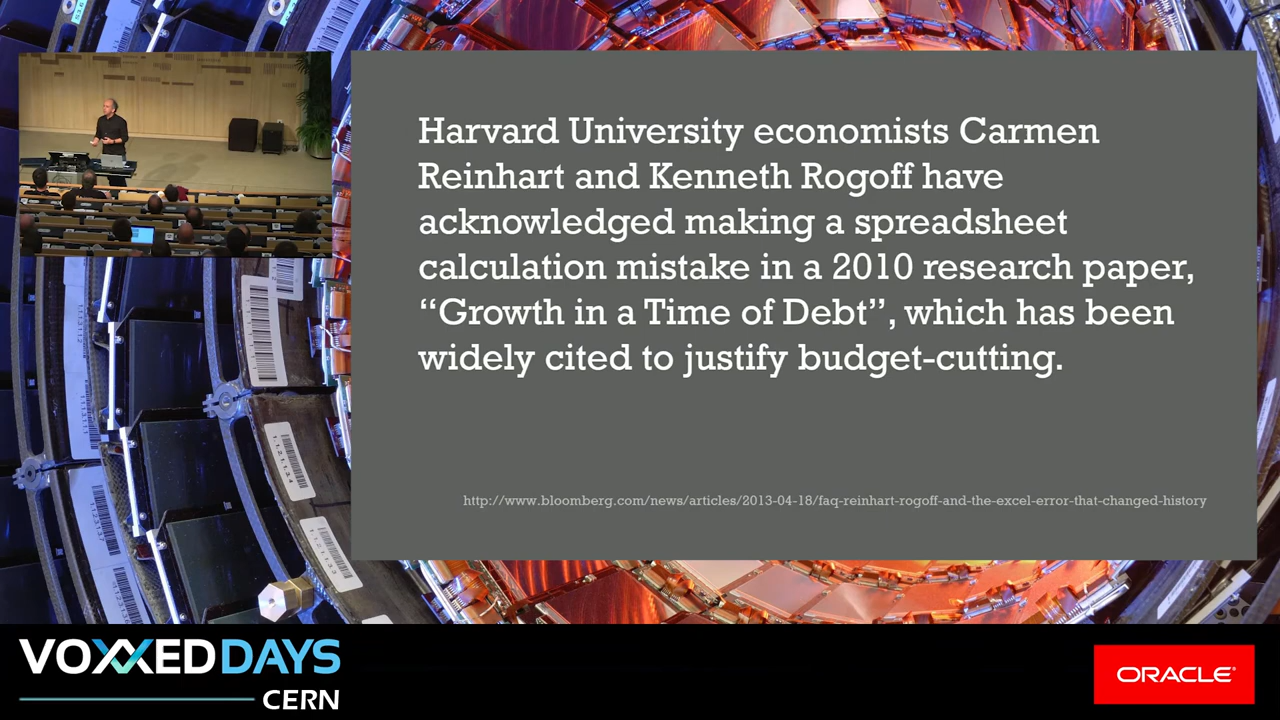 Harvard University economists Carmen
Reinhart and Kenneth Rogoff have
acknowledged making a spreadsheet
calculation mistake in a 2010 research paper,
“Growth in a Time of Debt”, which has been
widely cited to justify budget-cutting.
http://www.bloomberg.com/news/articles/2013-04-18/faq-reinhart-rogoff-and-the-excel-error-that-changed-history
VOXXED DAYS
CERN
ORACLE®